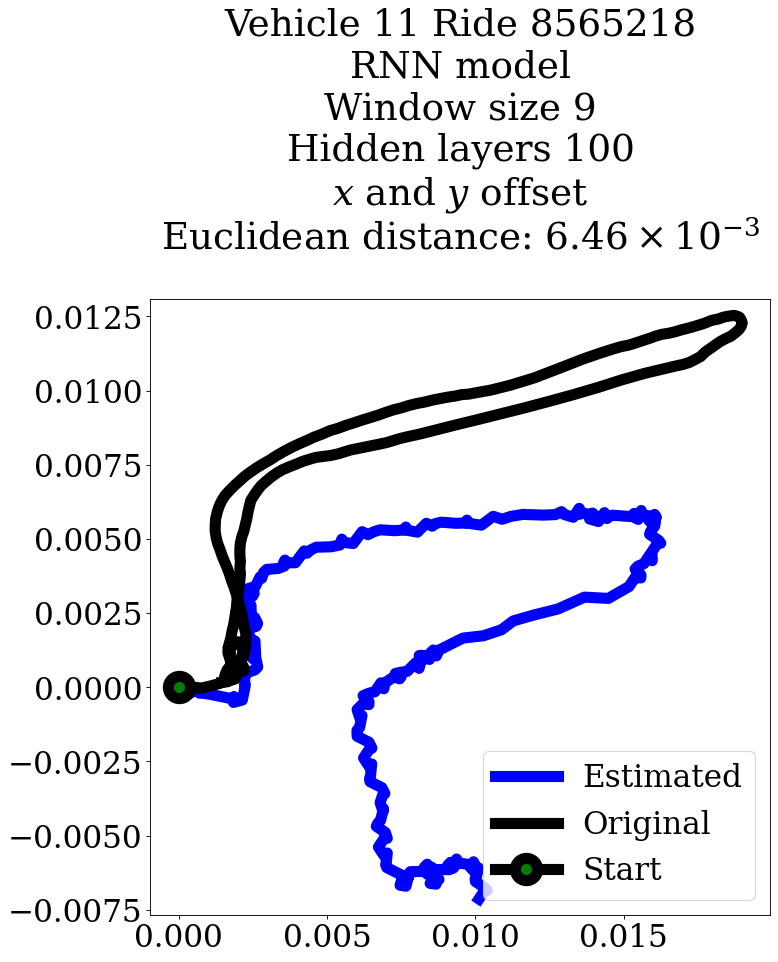 Vehicle 11 Ride 8565218
RNN model
Window size 9
Hidden layers 100
x and y offset
Euclidean distance: 6.46 × 10⁻³
0.0125
0.0100
0.0075
0.0050
0.0025
0.0000
−0.0025
−0.0050
−0.0075
0.000 0.005 0.010 0.015
Estimated
Original
Start